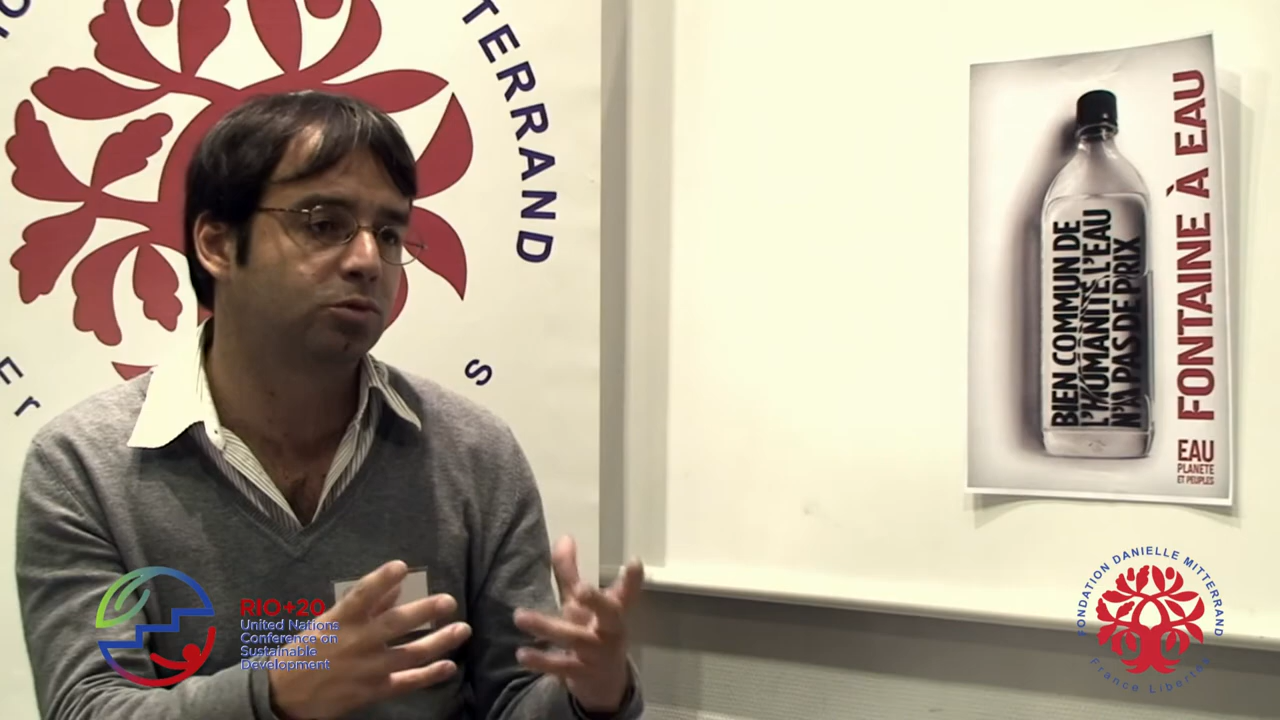 TERRAND
BIEN COMMUN DE
L'HUMANITÉ L'EAU
N'A PAS DE PRIX
FONTAINE À EAU
EAU
PLANETE
ET PEUPLES
RIO+20
United Nations
Conference on
Sustainable
Development
FONDATION DANIELLE MITTERRAND
France Libertés